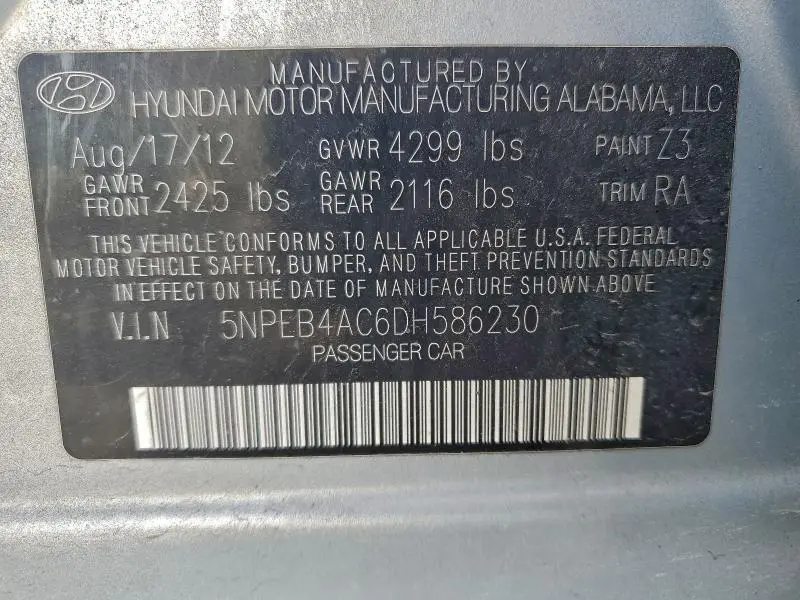 MANUFACTURED BY
HYUNDAI MOTOR MANUFACTURING ALABAMA, LLC
Aug/17/12 GVWR 4299 lbs PAINT Z3
GAWR FRONT 2425 lbs GAWR REAR 2116 lbs TRIM RA
THIS VEHICLE CONFORMS TO ALL APPLICABLE U.S.A. FEDERAL
MOTOR VEHICLE SAFETY, BUMPER, AND THEFT PREVENTION STANDARDS
IN EFFECT ON THE DATE OF MANUFACTURE SHOWN ABOVE
V.I.N 5NPEB4AC6DH586230
PASSENGER CAR